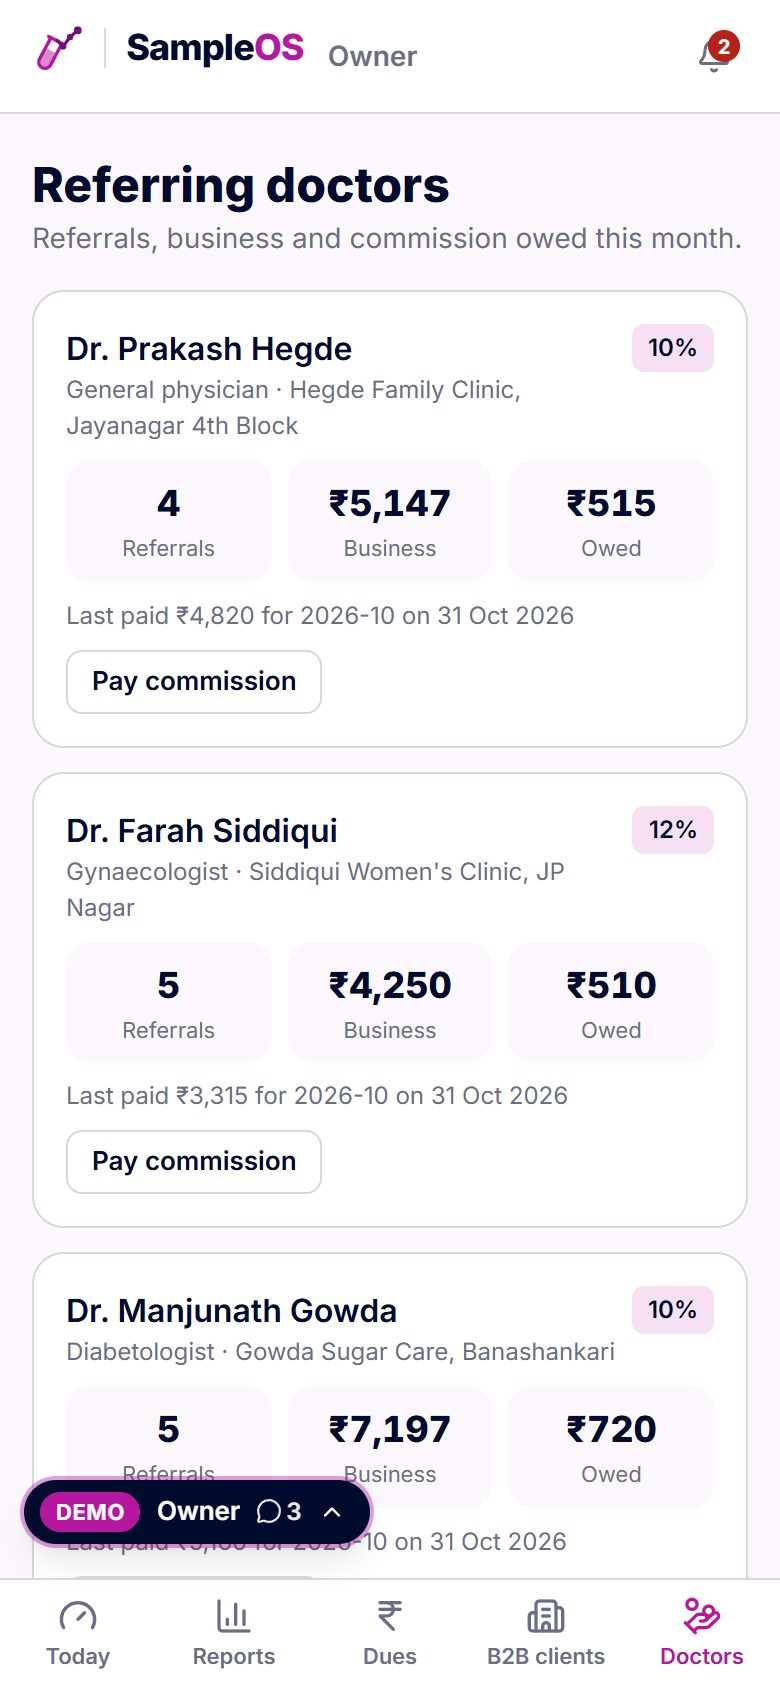 SampleOS
Owner
2
Referring doctors
Referrals, business and commission owed this month.
Dr. Prakash Hegde
10%
General physician · Hegde Family Clinic,
Jayanagar 4th Block
4
₹5,147
₹515
Referrals
Business
Owed
Last paid ₹4,820 for 2026-10 on 31 Oct 2026
Pay commission
Dr. Farah Siddiqui
12%
Gynaecologist · Siddiqui Women's Clinic, JP
Nagar
5
₹4,250
₹510
Referrals
Business
Owed
Last paid ₹3,315 for 2026-10 on 31 Oct 2026
Pay commission
Dr. Manjunath Gowda
10%
Diabetologist · Gowda Sugar Care, Banashankari
5
₹7,197
₹720
Referrals
Business
Owed
DEMO
Owner
3
Last paid for 2026-10 on 31 Oct 2026
Today
Reports
Dues
B2B clients
Doctors